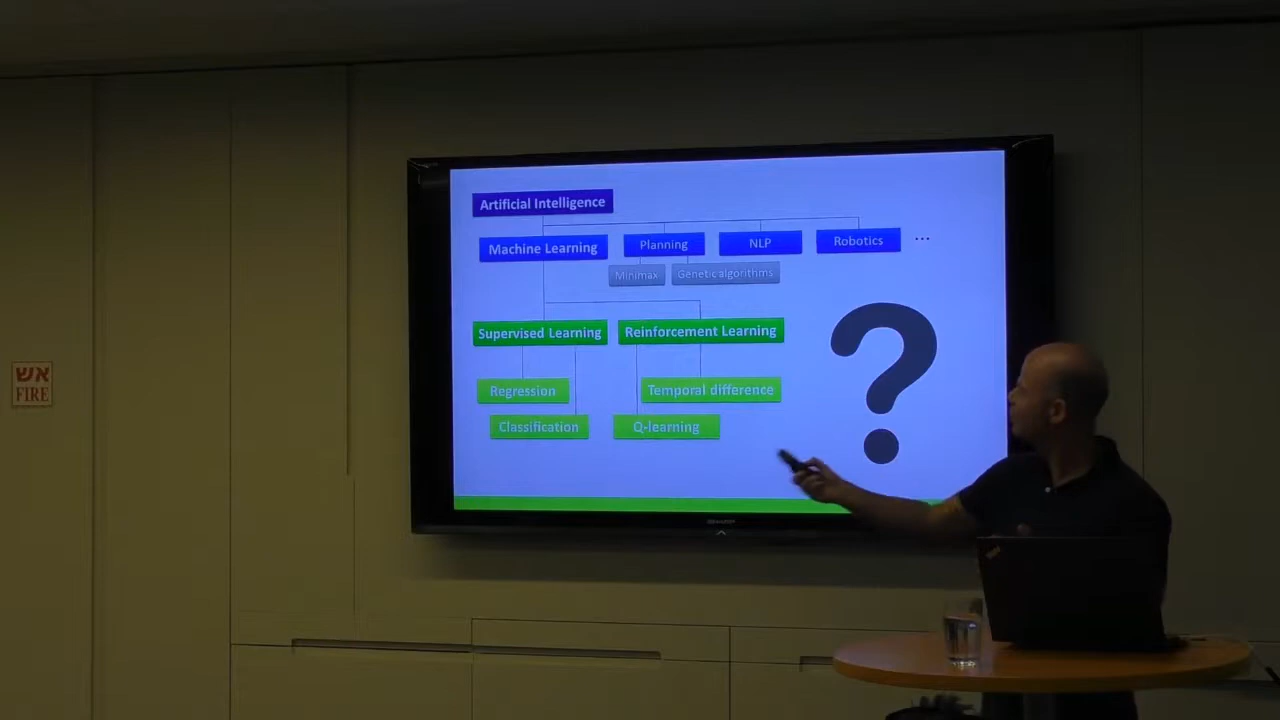 אש
FIRE
Artificial Intelligence
Machine Learning
Planning
NLP
Robotics
...
Minimax
Genetic algorithms
Supervised Learning
Reinforcement Learning
Regression
Temporal difference
Classification
Q-learning
?
SHARP